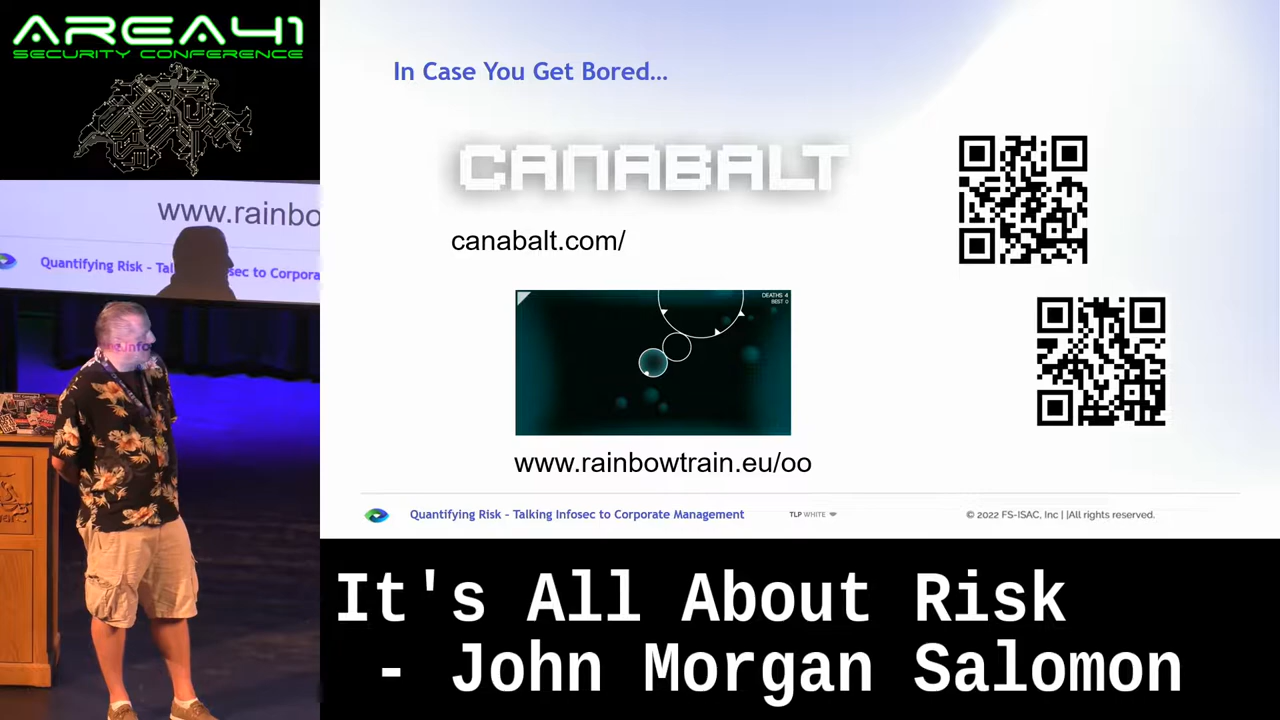 AREA41
SECURITY CONFERENCE
www.rainbo
Quantifying Risk - Tal
sec to Corpora
In Case You Get Bored...
CANABALT
canabalt.com/
DEATHS 4
BEST 0
www.rainbowtrain.eu/oo
Quantifying Risk - Talking Infosec to Corporate Management
TLP WHITE
© 2022 FS-ISAC, Inc | |All rights reserved.
It's All About Risk
- John Morgan Salomon